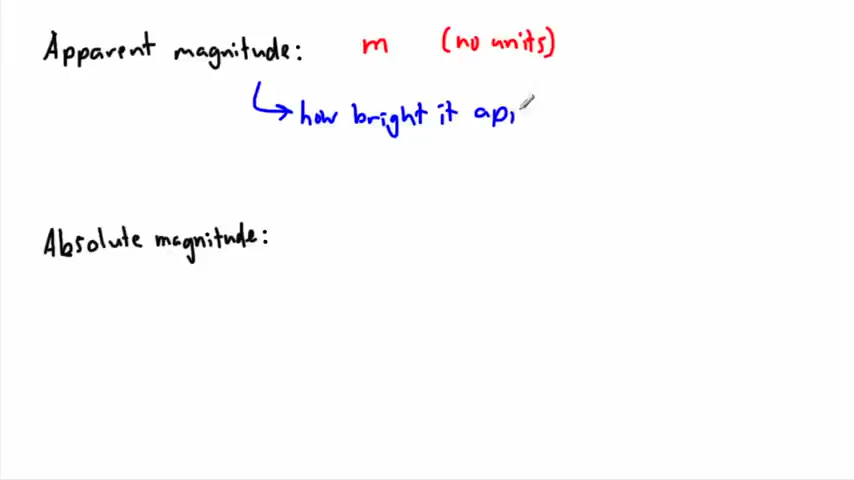 Apparent magnitude: m (no units)
how bright it ap
Absolute magnitude: